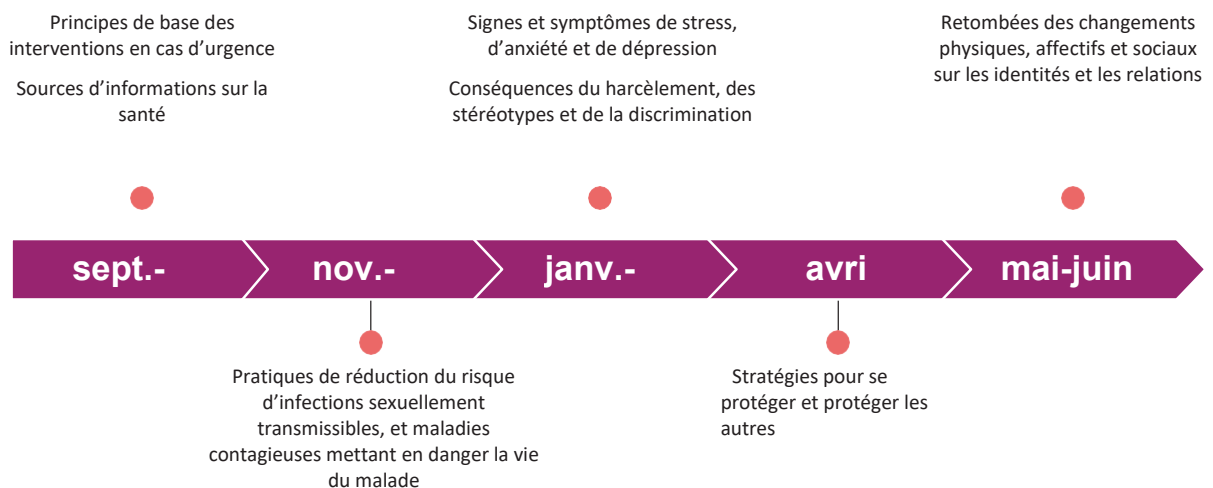 Principes de base des
interventions en cas d’urgence
Sources d’informations sur la
santé
Signes et symptômes de stress,
d’anxiété et de dépression
Conséquences du harcèlement, des
stéréotypes et de la discrimination
Retombées des changements
physiques, affectifs et sociaux
sur les identités et les relations
sept.-
nov.-
janv.-
avri
mai-juin
Pratiques de réduction du risque
d’infections sexuellement
transmissibles, et maladies
contagieuses mettant en danger la vie
du malade
Stratégies pour se
protéger et protéger les
autres